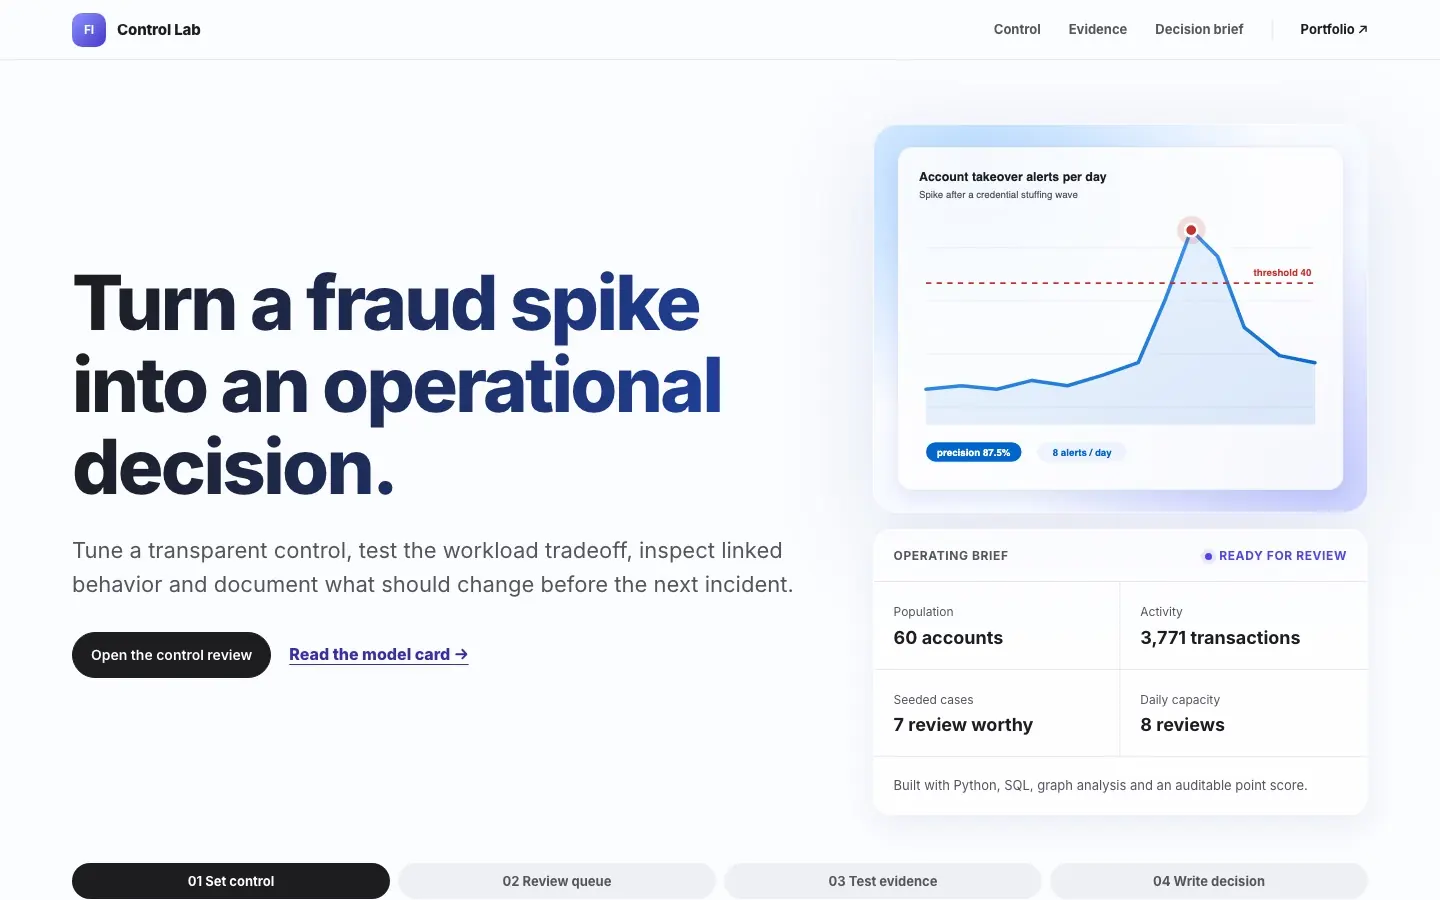 FI
Control Lab
Control
Evidence
Decision brief
Portfolio ↗
Turn a fraud spike
into an operational
decision.
Tune a transparent control, test the workload tradeoff, inspect linked
behavior and document what should change before the next incident.
Open the control review
Read the model card →
Account takeover alerts per day
Spike after a credential stuffing wave
threshold 40
precision 87.5%
8 alerts / day
OPERATING BRIEF
READY FOR REVIEW
Population
60 accounts
Activity
3,771 transactions
Seeded cases
7 review worthy
Daily capacity
8 reviews
Built with Python, SQL, graph analysis and an auditable point score.
01 Set control
02 Review queue
03 Test evidence
04 Write decision